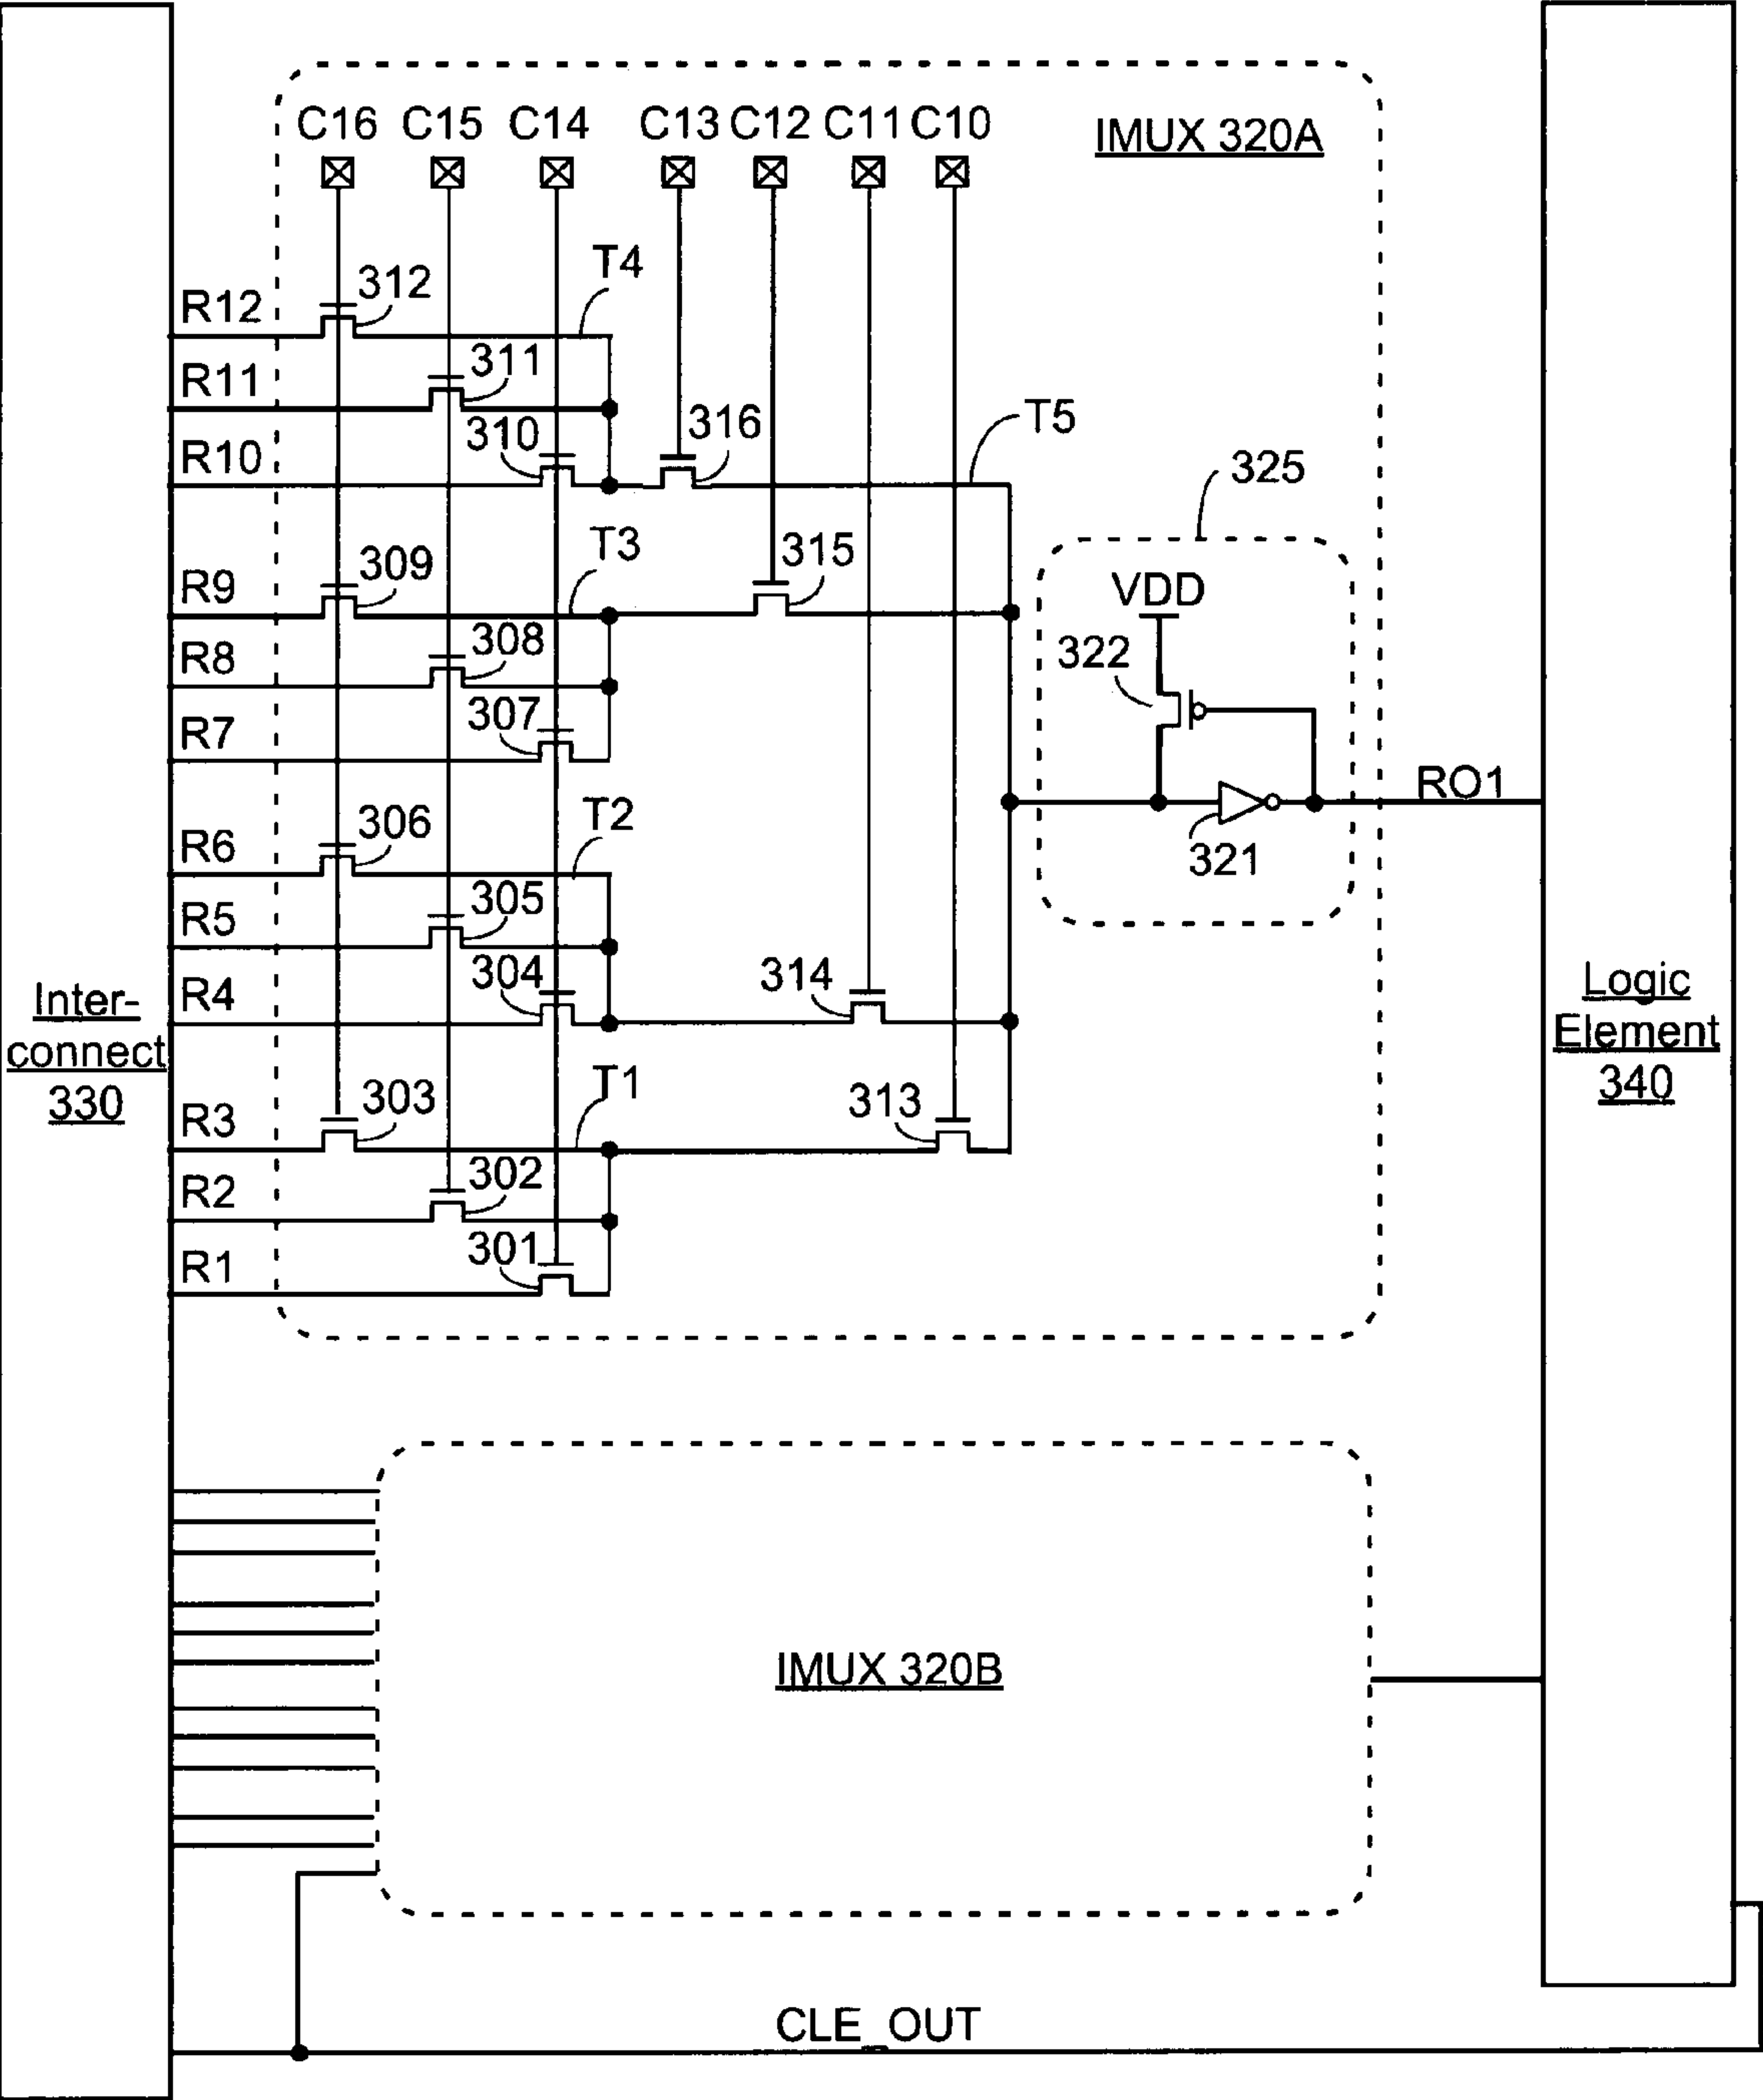 C16 C15 C14 C13 C12 C11 C10
IMUX 320A
T4
312
R12
311
R11
T5
316
310
R10
325
T3
315
309
R9
VDD
308
R8
322
307
R7
RO1
T2
306
R6
321
305
R5
304
314
R4
Inter-
connect
330
Logic
Element
340
T1
303
313
R3
302
R2
301
R1
IMUX 320B
CLE_OUT